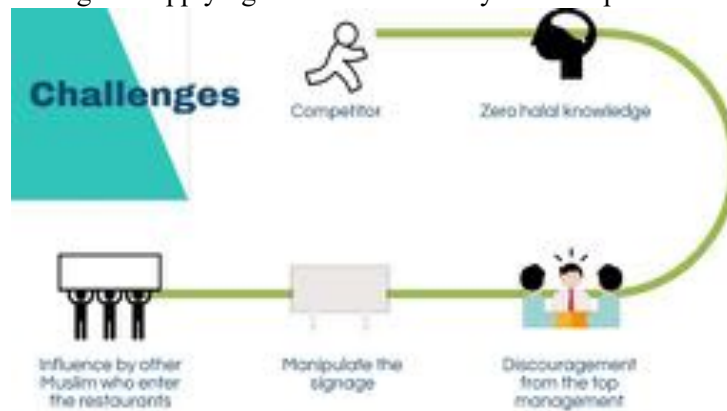 Challenges
Competitor
Zero halal knowledge
Influence by other
Muslim who enter
the restaurants
Manipulate the
signage
Discouragement
from the top
management